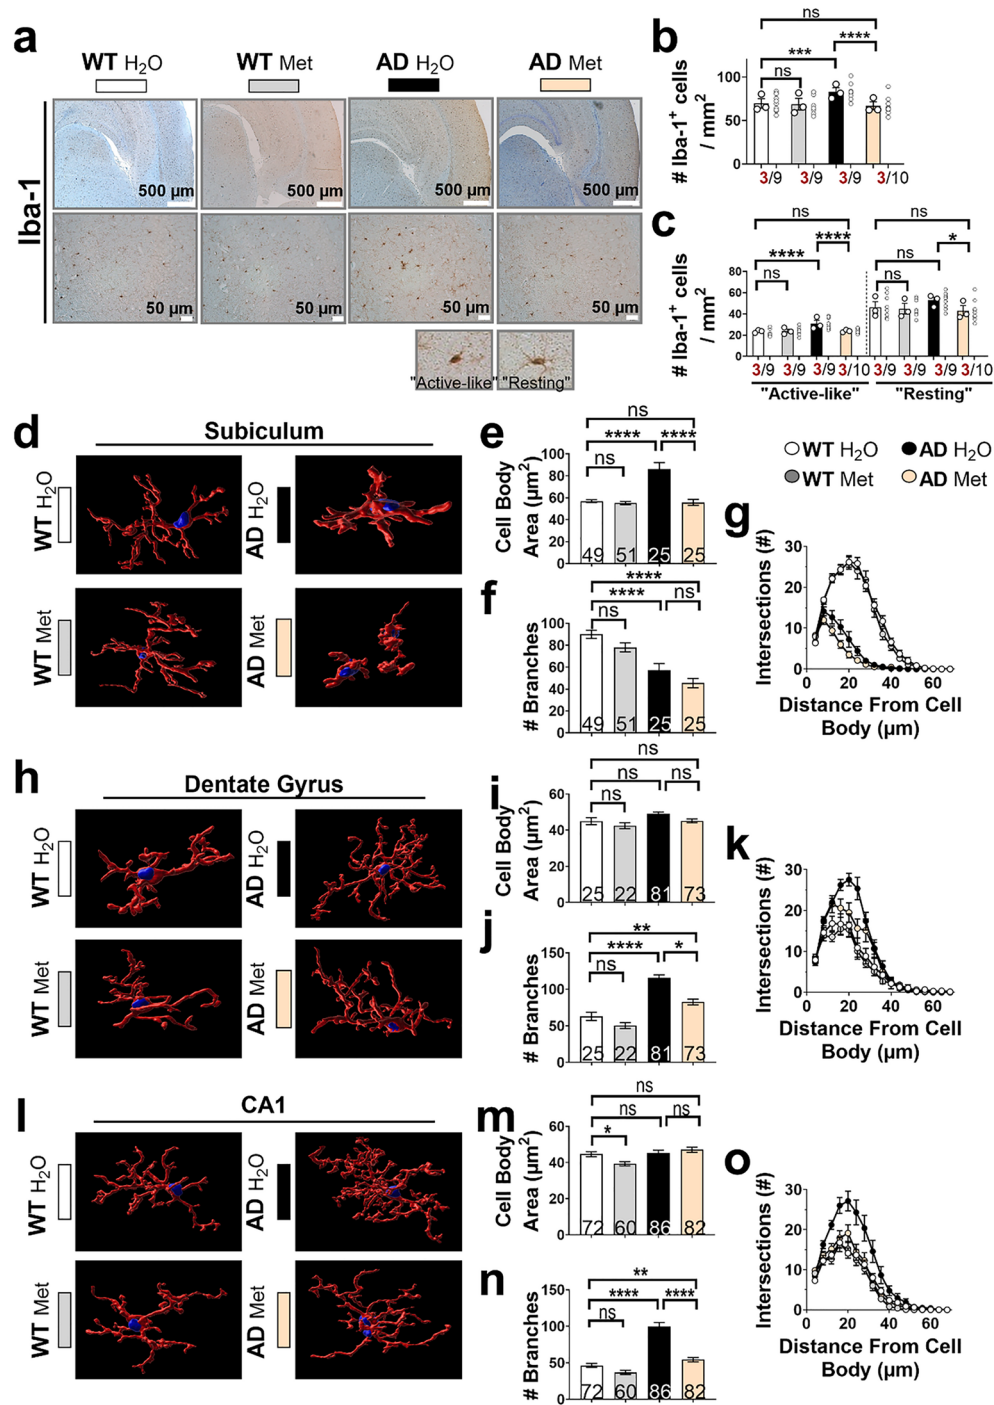 a
WT H2O
WT Met
AD H2O
AD Met
Iba-1
500 µm
500 µm
500 µm
500 µm
50 µm
50 µm
50 µm
50 µm
"Active-like"
"Resting"
b
ns
****
***
ns
# Iba-1+ cells / mm2
100
50
0
3/9
3/9
3/9
3/10
c
ns
ns
****
*
****
ns
ns
ns
# Iba-1+ cells / mm2
80
60
40
20
0
3/9
3/9
3/9
3/10
3/9
3/9
3/9
3/10
"Active-like"
"Resting"
d
Subiculum
WT H2O
AD H2O
WT Met
AD Met
e
ns
****
****
ns
Cell Body
Area (µm2)
100
80
60
40
20
0
49
51
25
25
f
****
****
ns
ns
# Branches
100
80
60
40
20
0
49
51
25
25
WT H2O
AD H2O
WT Met
AD Met
g
Intersections (#)
30
20
10
0
0
20
40
60
Distance From Cell
Body (µm)
h
Dentate Gyrus
WT H2O
AD H2O
WT Met
AD Met
i
ns
ns
ns
ns
Cell Body
Area (µm2)
60
40
20
0
25
22
81
73
j
**
****
*
ns
# Branches
150
100
50
0
25
22
81
73
k
Intersections (#)
30
20
10
0
0
20
40
60
Distance From Cell
Body (µm)
l
CA1
WT H2O
AD H2O
WT Met
AD Met
m
ns
ns
ns
*
Cell Body
Area (µm2)
60
40
20
0
72
60
86
82
n
**
****
****
ns
# Branches
150
100
50
0
72
60
86
82
o
Intersections (#)
30
20
10
0
0
20
40
60
Distance From Cell
Body (µm)